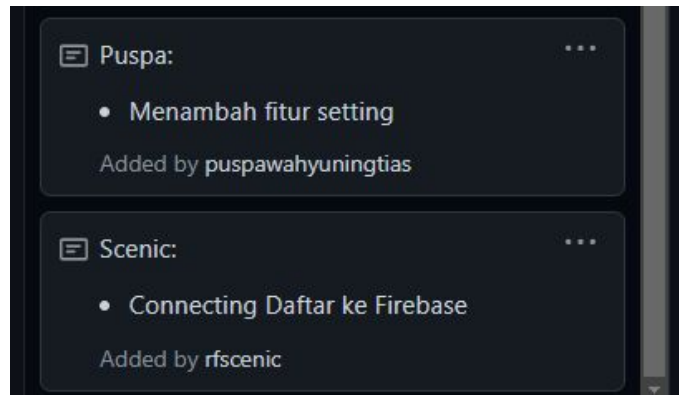 Puspa:
• Menambah fitur setting
Added by puspawahyuningtias
Scenic:
• Connecting Daftar ke Firebase
Added by rfscenic